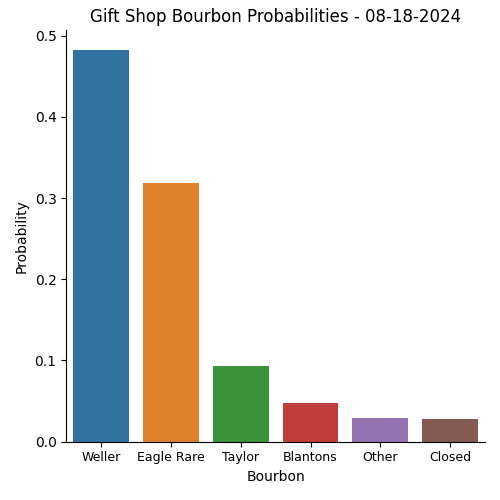 Gift Shop Bourbon Probabilities - 08-18-2024
0.5
0.4
0.3
0.2
0.1
0.0
Probability
Weller Eagle Rare Taylor Blantons Other Closed
Bourbon